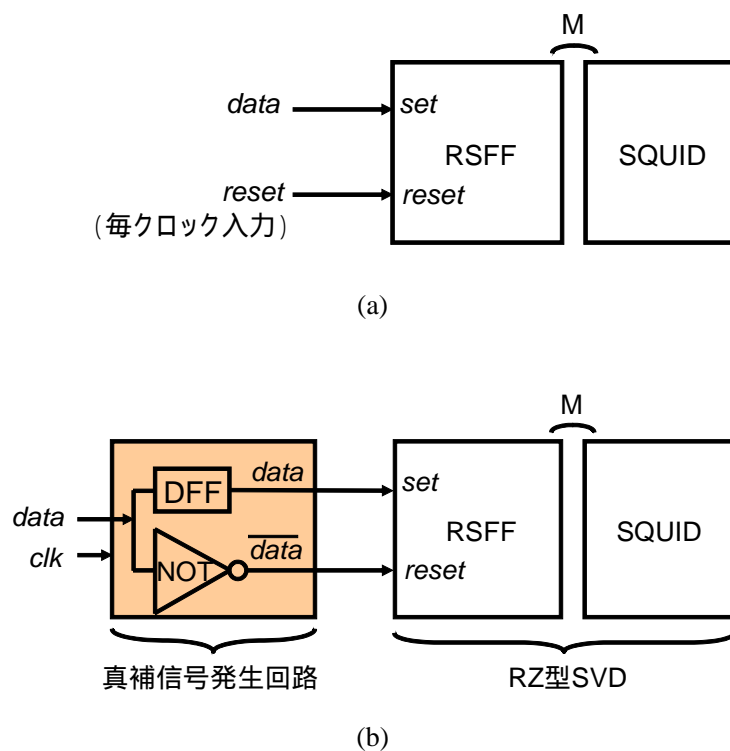 M
data
set
RSFF
SQUID
reset
reset
(毎クロック入力)
(a)
M
data
clk
DFF
data
NOT
data
set
RSFF
SQUID
reset
真補信号発生回路
RZ型SVD
(b)